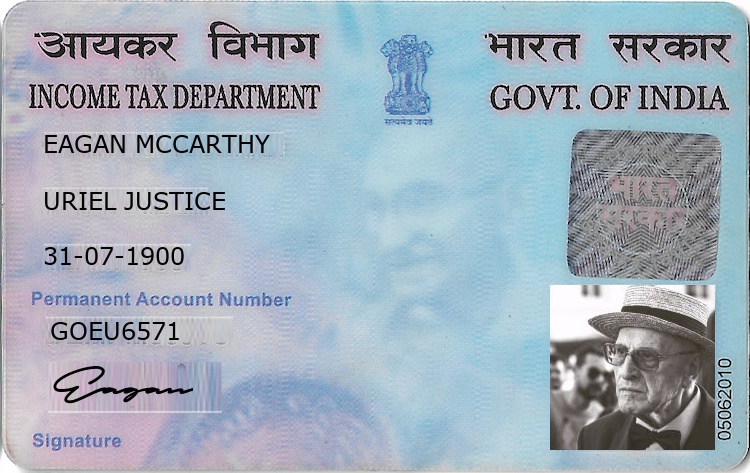 आयकर विभाग
भारत सरकार
INCOME TAX DEPARTMENT
GOVT. OF INDIA
सत्यमेव जयते
EAGAN MCCARTHY
भारत
सरकार
URIEL JUSTICE
31-07-1900
Permanent Account Number
GOEU6571
Eagan
05062010
Signature